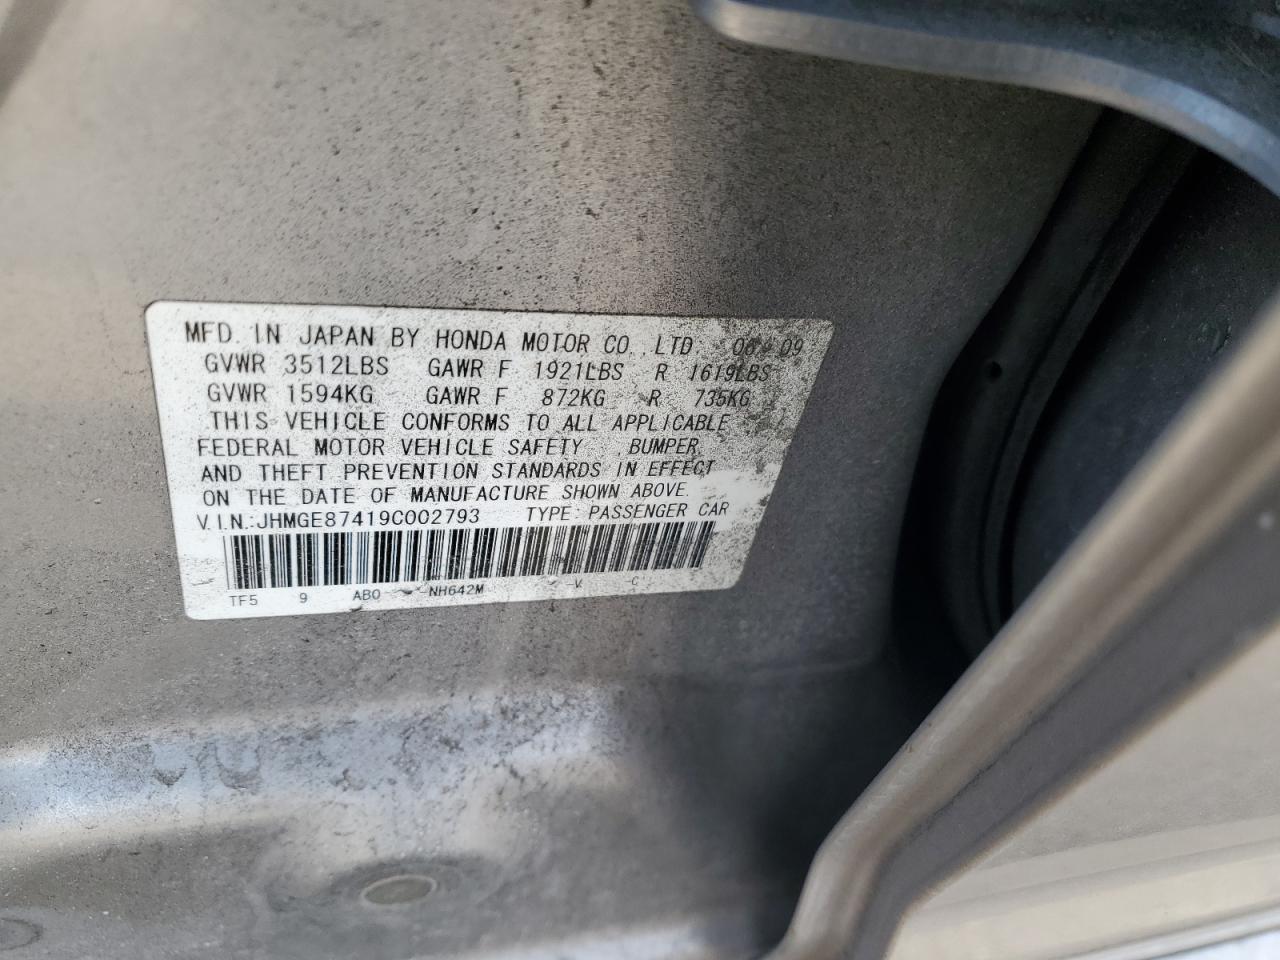 MFD. IN JAPAN BY HONDA MOTOR CO.,LTD. 09
GVWR 3512LBS GAWR F 1921LBS R 1619LBS
GVWR 1594KG GAWR F 872KG R 735KG
THIS VEHICLE CONFORMS TO ALL APPLICABLE
FEDERAL MOTOR VEHICLE SAFETY , BUMPER,
AND THEFT PREVENTION STANDARDS IN EFFECT
ON THE DATE OF MANUFACTURE SHOWN ABOVE.
V.I.N.:JHMGE87419C002793 TYPE: PASSENGER CAR
TF5 9 AB0 NH642M -V C